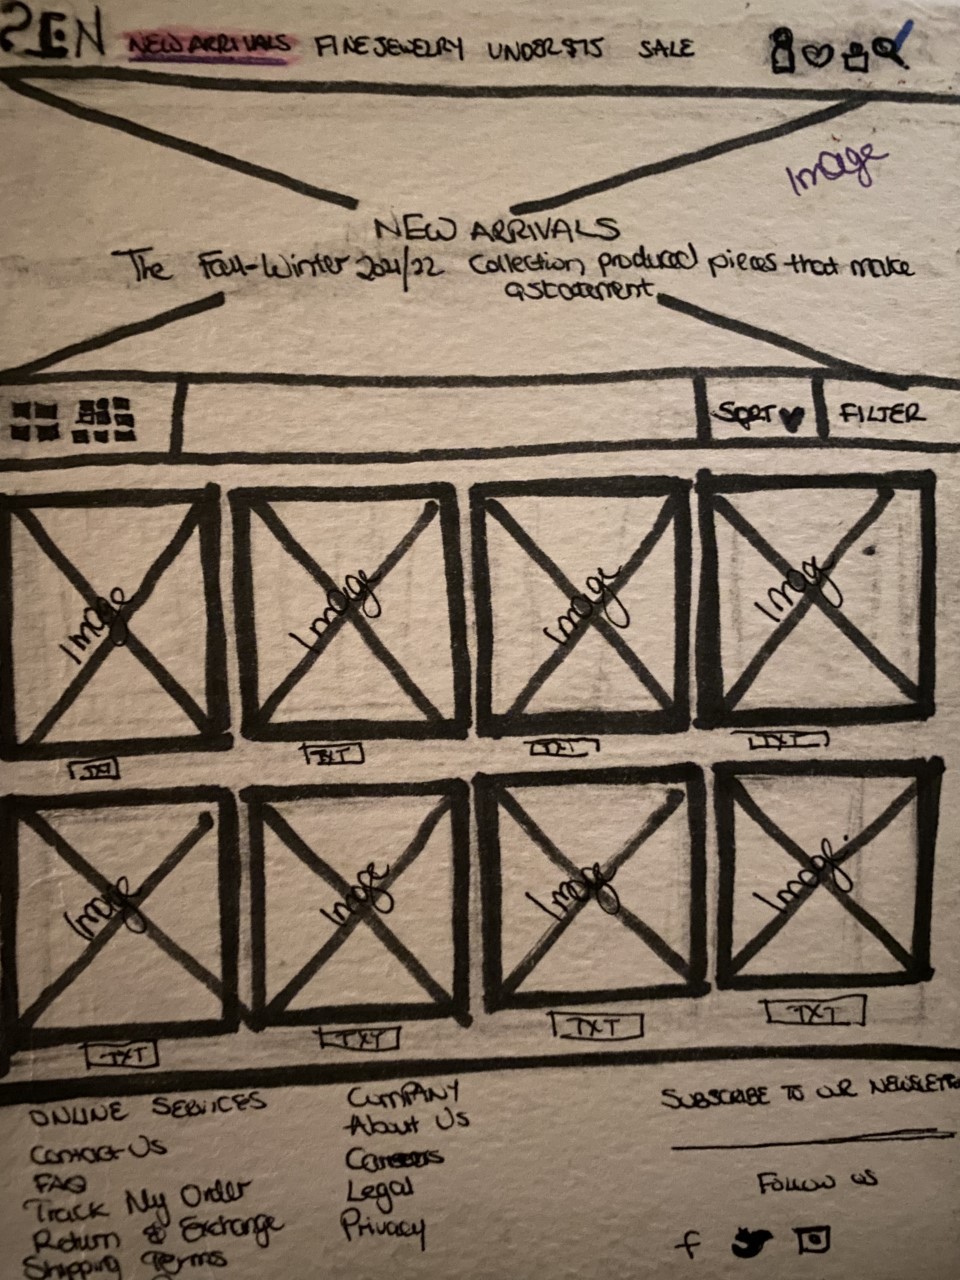 SEN NEW ARRIVALS FINE JEWELRY UNDER $75 SALE
Image
NEW ARRIVALS
The Fall-Winter 2021/22 Collection produced pieces that make
a statement
SORT FILTER
Image Image Image Image
TXT TXT TXT TXT
Image Image Image Image
TXT TXT TXT TXT
ONLINE SERVICES
Contact Us
FAQ
Track My Order
Return & Exchange
Shipping Terms
COMPANY
About Us
Careers
Legal
Privacy
SUBSCRIBE TO OUR NEWSLETTE
FOLLOW US
f